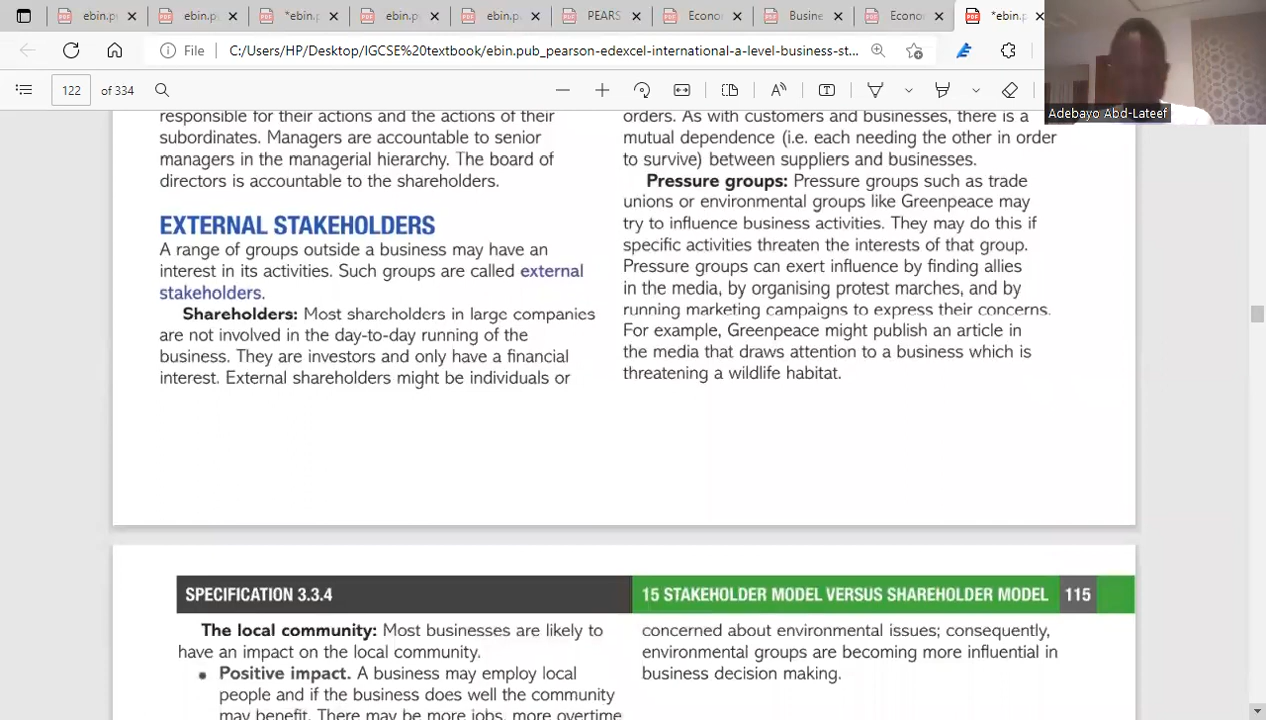 ebin.p
ebin.p
*ebin.p
ebin.p
ebin.p
PEARS
Econo
Busine
Econo
*ebin.p
File
C:/Users/HP/Desktop/IGCSE%20textbook/ebin.pub_pearson-edexcel-international-a-level-business-st...
122 of 334
Adebayo Abd-Lateef
responsible for their actions and the actions of their
subordinates. Managers are accountable to senior
managers in the managerial hierarchy. The board of
directors is accountable to the shareholders.
EXTERNAL STAKEHOLDERS
A range of groups outside a business may have an
interest in its activities. Such groups are called external
stakeholders.
Shareholders: Most shareholders in large companies
are not involved in the day-to-day running of the
business. They are investors and only have a financial
interest. External shareholders might be individuals or
orders. As with customers and businesses, there is a
mutual dependence (i.e. each needing the other in order
to survive) between suppliers and businesses.
Pressure groups: Pressure groups such as trade
unions or environmental groups like Greenpeace may
try to influence business activities. They may do this if
specific activities threaten the interests of that group.
Pressure groups can exert influence by finding allies
in the media, by organising protest marches, and by
running marketing campaigns to express their concerns.
For example, Greenpeace might publish an article in
the media that draws attention to a business which is
threatening a wildlife habitat.
SPECIFICATION 3.3.4
15 STAKEHOLDER MODEL VERSUS SHAREHOLDER MODEL 115
The local community: Most businesses are likely to
have an impact on the local community.
• Positive impact. A business may employ local
people and if the business does well the community
may benefit. There may be more jobs, more overtime
concerned about environmental issues; consequently,
environmental groups are becoming more influential in
business decision making.